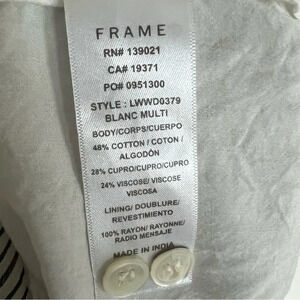 FRAME
RN# 139021
CA# 19371
PO# 0951300
STYLE : LWWD0379
BLANC MULTI
BODY/CORPS/CUERPO
48% COTTON / COTON /
ALGODÓN
28% CUPRO/CUPRO/CUPRO
24% VISCOSE/ VISCOSE
VISCOSA
LINING/ DOUBLURE/
REVESTIMIENTO
100% RAYON/ RAYONNE/
RADIO MENSAJE
MADE IN INDIA